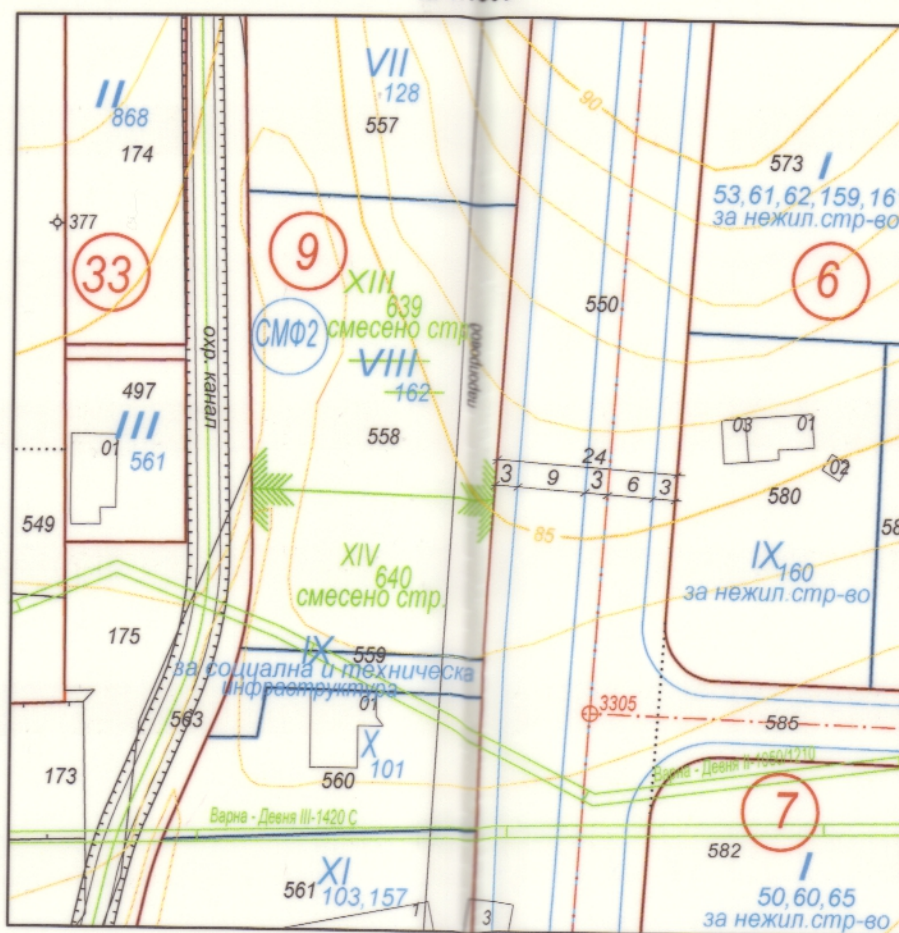 VII
128
557
II
868
174
90
573
I
53,61,62,159,16
за нежил.стр-во
377
33
9
6
XIII
639
смесено стр.
СМФ2
VIII
162
550
паропровод
охр. канал
497
III
01
561
558
24
3
9
3
6
3
03
01
02
580
58
549
85
XIV
640
смесено стр.
IX
160
за нежил.стр-во
175
IX
559
за социална и техническа
инфраструктура
563
01
3305
585
X
101
560
173
Варна - Девня II-1050/1210
Варна - Девня III-1420 С
7
582
I
50,60,65
за нежил.стр-во
XI
561
103,157
1
3